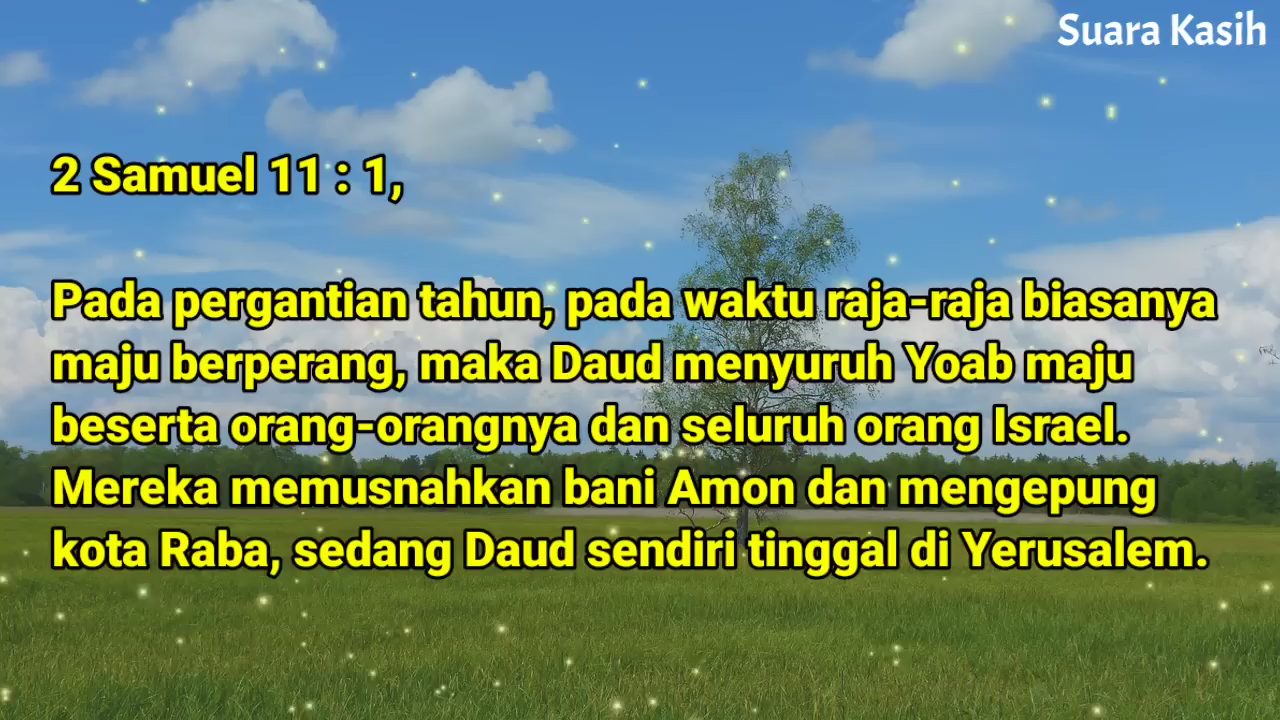 Suara Kasih
2 Samuel 11 : 1,
Pada pergantian tahun, pada waktu raja-raja biasanya
maju berperang, maka Daud menyuruh Yoab maju
beserta orang-orangnya dan seluruh orang Israel.
Mereka memusnahkan bani Amon dan mengepung
kota Raba, sedang Daud sendiri tinggal di Yerusalem.